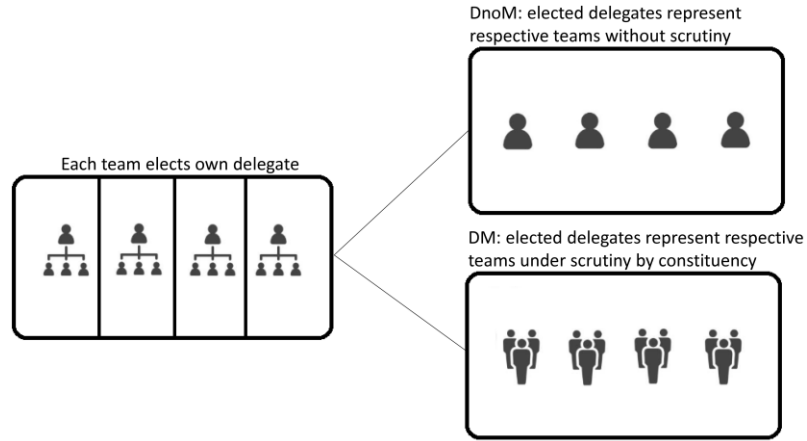 DnoM: elected delegates represent
respective teams without scrutiny
Each team elects own delegate
DM: elected delegates represent respective
teams under scrutiny by constituency